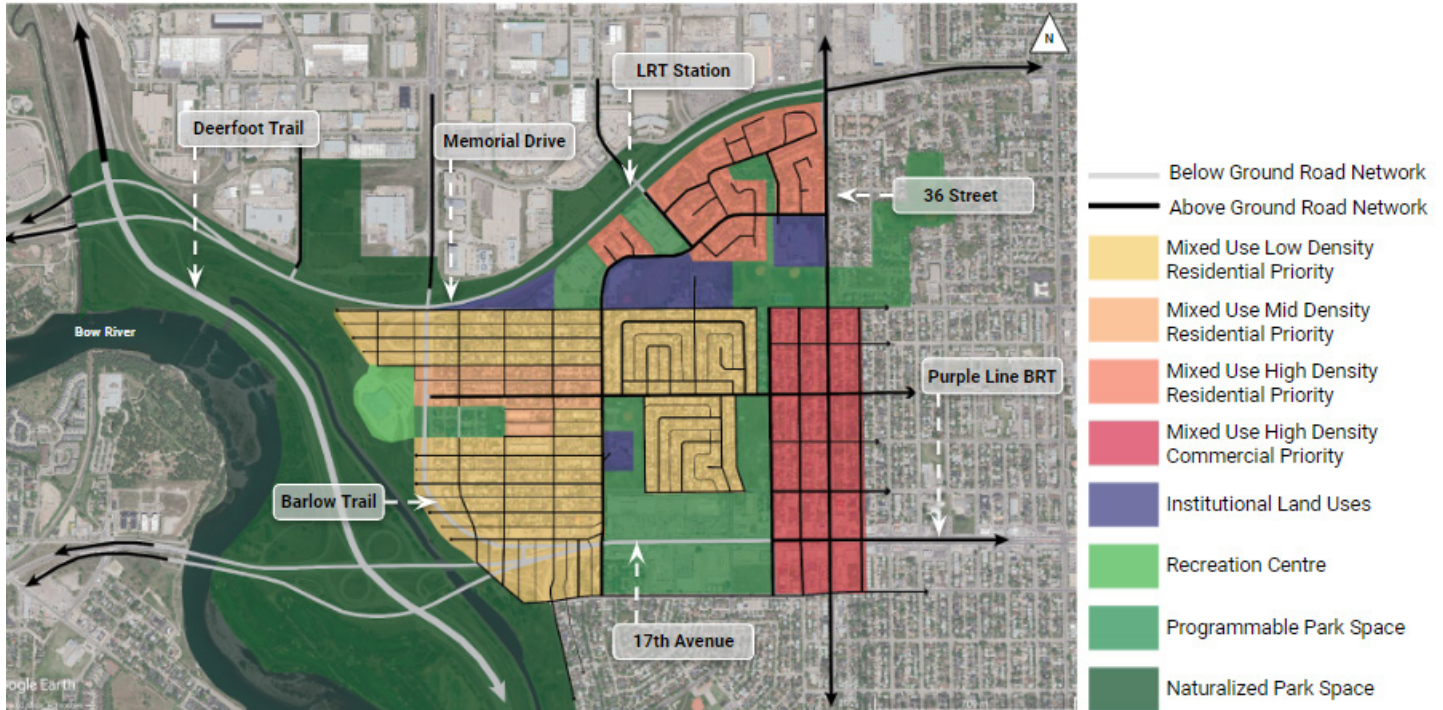 N
LRT Station
Deerfoot Trail
Memorial Drive
36 Street
Bow River
Purple Line BRT
Barlow Trail
17th Avenue
ogle Earth
Below Ground Road Network
Above Ground Road Network
Mixed Use Low Density
Residential Priority
Mixed Use Mid Density
Residential Priority
Mixed Use High Density
Residential Priority
Mixed Use High Density
Commercial Priority
Institutional Land Uses
Recreation Centre
Programmable Park Space
Naturalized Park Space